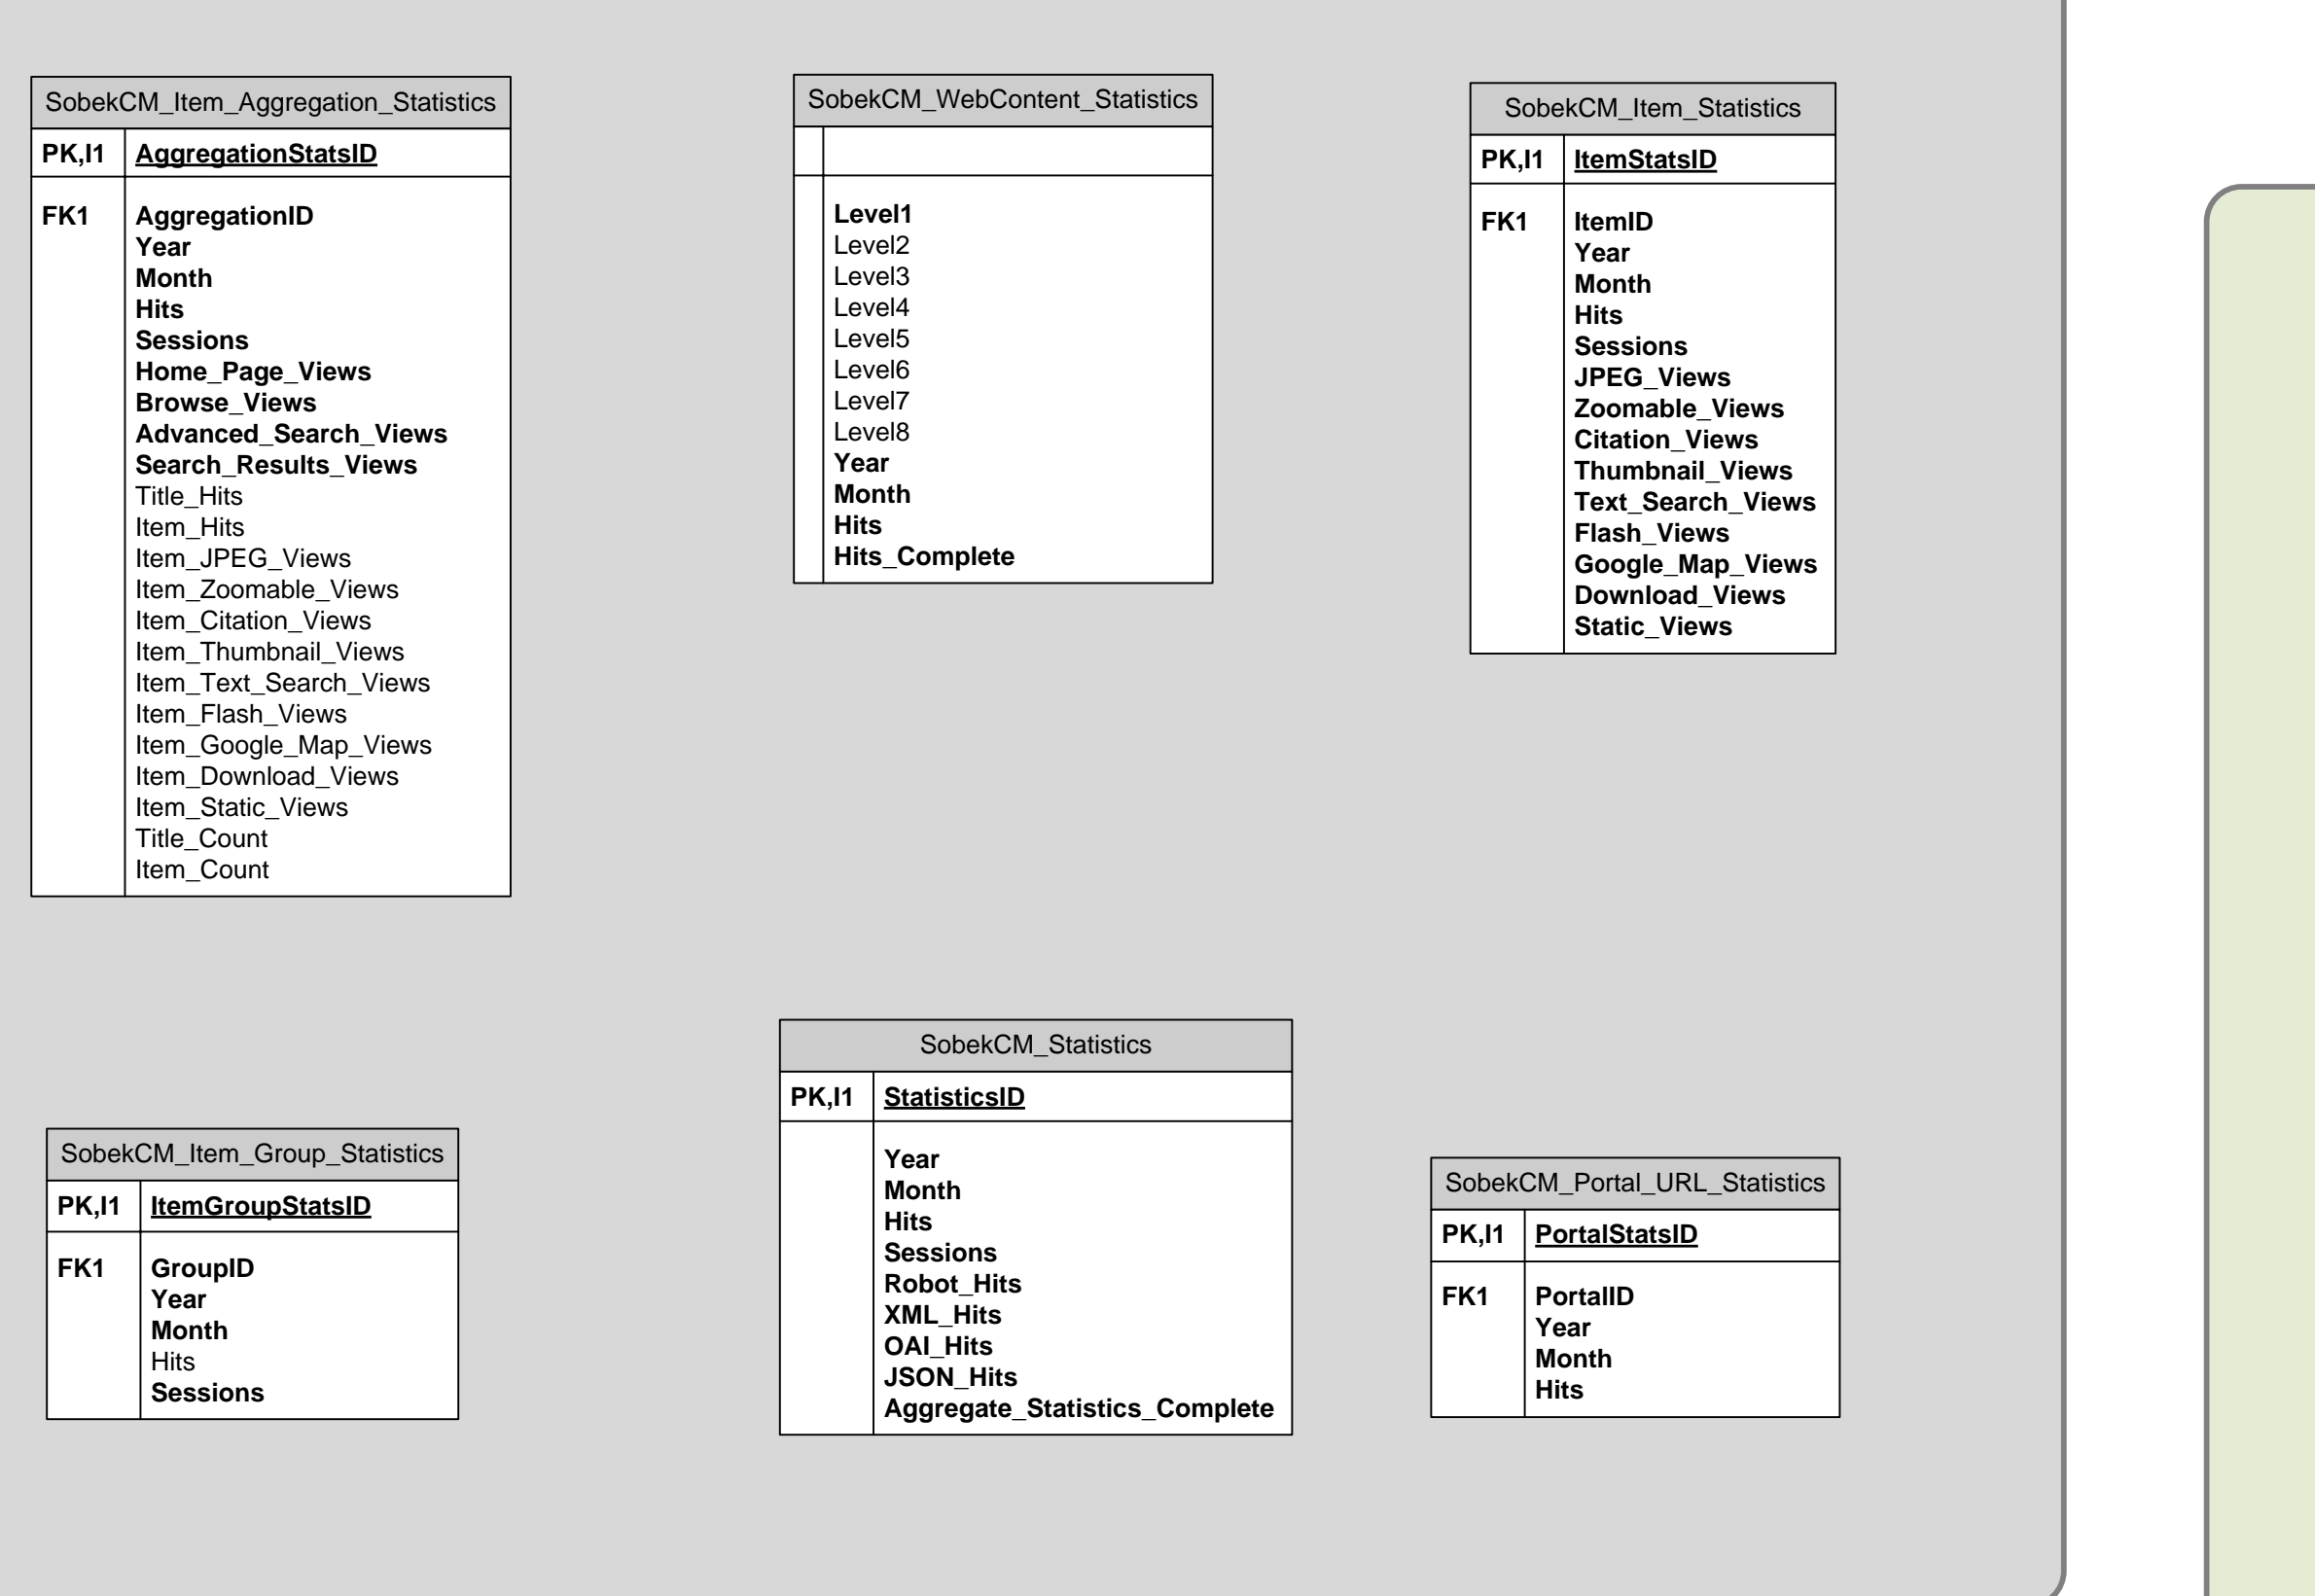 SobekCM_Item_Aggregation_Statistics
PK,I1 AggregationStatsID
FK1 AggregationID
Year
Month
Hits
Sessions
Home_Page_Views
Browse_Views
Advanced_Search_Views
Search_Results_Views
Title_Hits
Item_Hits
Item_JPEG_Views
Item_Zoomable_Views
Item_Citation_Views
Item_Thumbnail_Views
Item_Text_Search_Views
Item_Flash_Views
Item_Google_Map_Views
Item_Download_Views
Item_Static_Views
Title_Count
Item_Count
SobekCM_WebContent_Statistics
Level1
Level2
Level3
Level4
Level5
Level6
Level7
Level8
Year
Month
Hits
Hits_Complete
SobekCM_Item_Statistics
PK,I1 ItemStatsID
FK1 ItemID
Year
Month
Hits
Sessions
JPEG_Views
Zoomable_Views
Citation_Views
Thumbnail_Views
Text_Search_Views
Flash_Views
Google_Map_Views
Download_Views
Static_Views
SobekCM_Item_Group_Statistics
PK,I1 ItemGroupStatsID
FK1 GroupID
Year
Month
Hits
Sessions
SobekCM_Statistics
PK,I1 StatisticsID
Year
Month
Hits
Sessions
Robot_Hits
XML_Hits
OAI_Hits
JSON_Hits
Aggregate_Statistics_Complete
SobekCM_Portal_URL_Statistics
PK,I1 PortalStatsID
FK1 PortalID
Year
Month
Hits